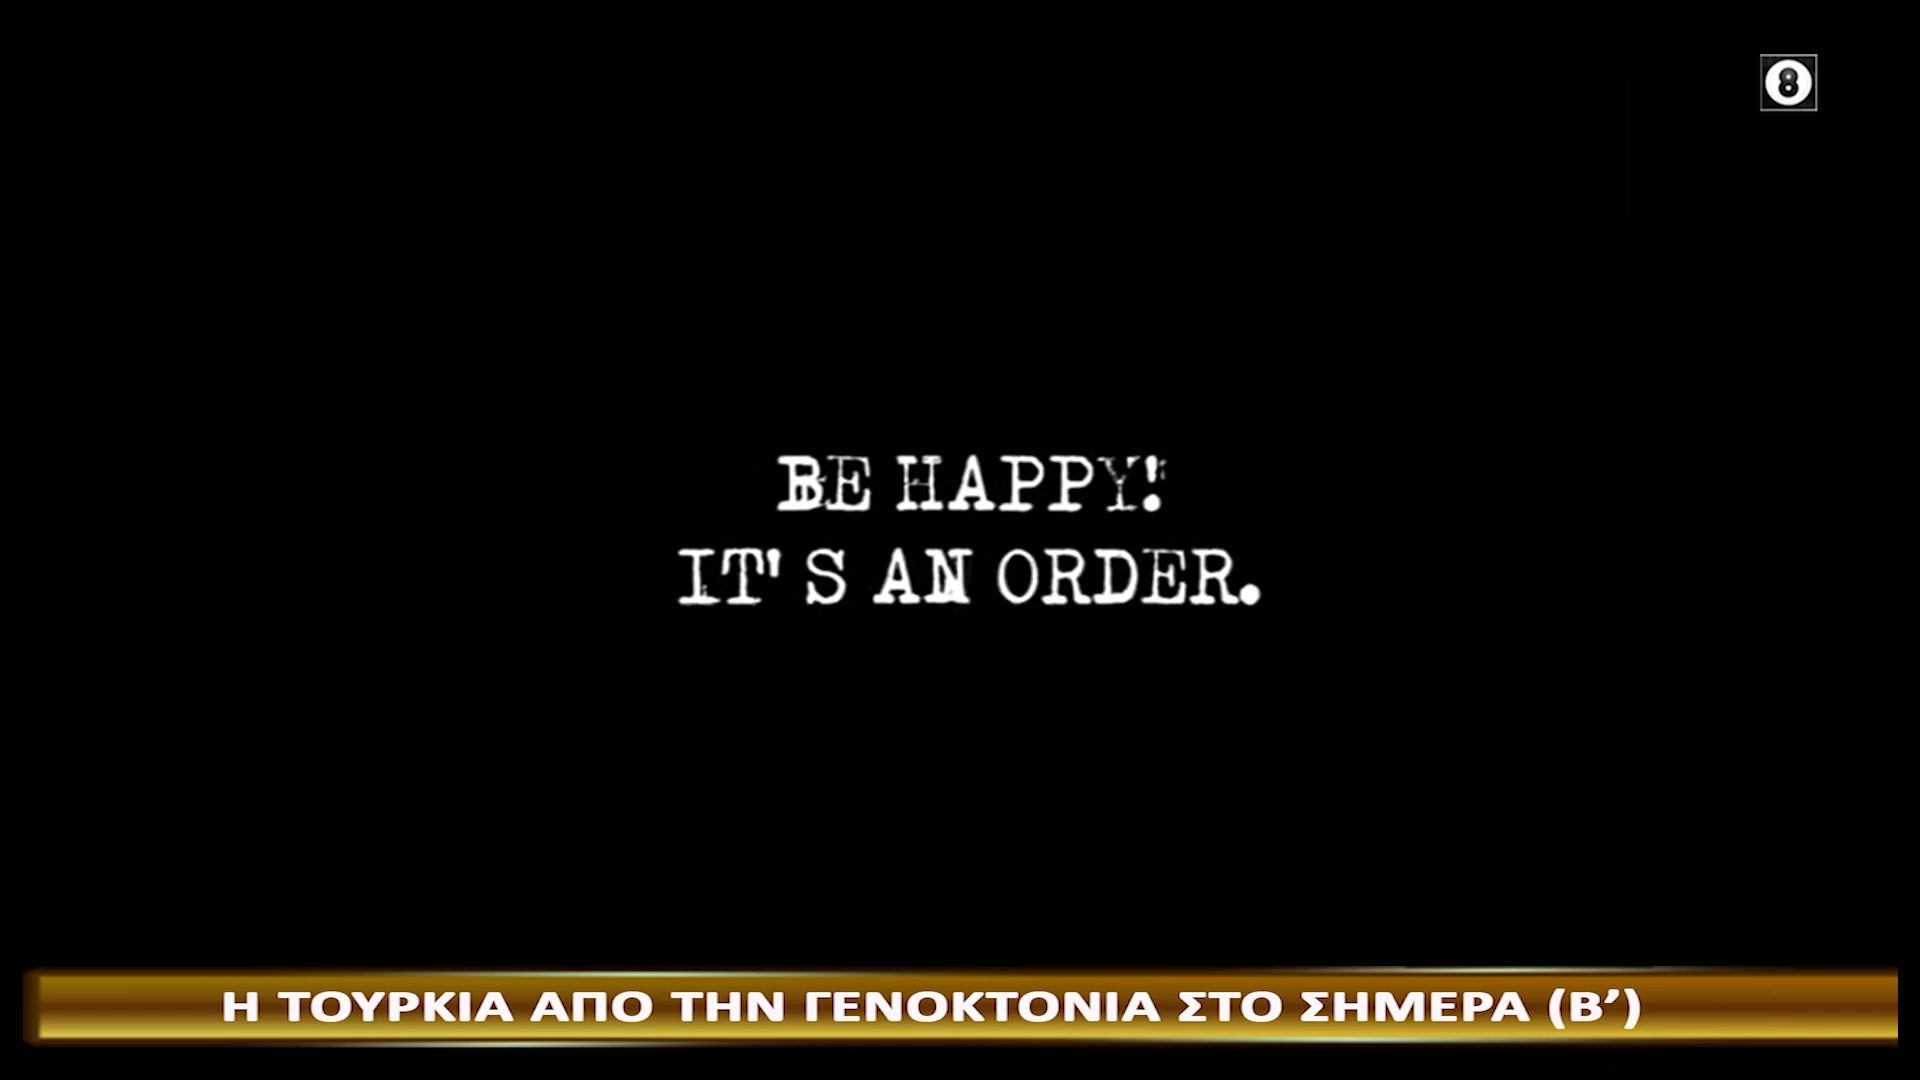 8
BE HAPPY!
IT'S AN ORDER.
Η ΤΟΥΡΚΙΑ ΑΠΟ ΤΗΝ ΓΕΝΟΚΤΟΝΙΑ ΣΤΟ ΣΗΜΕΡΑ (Β’)